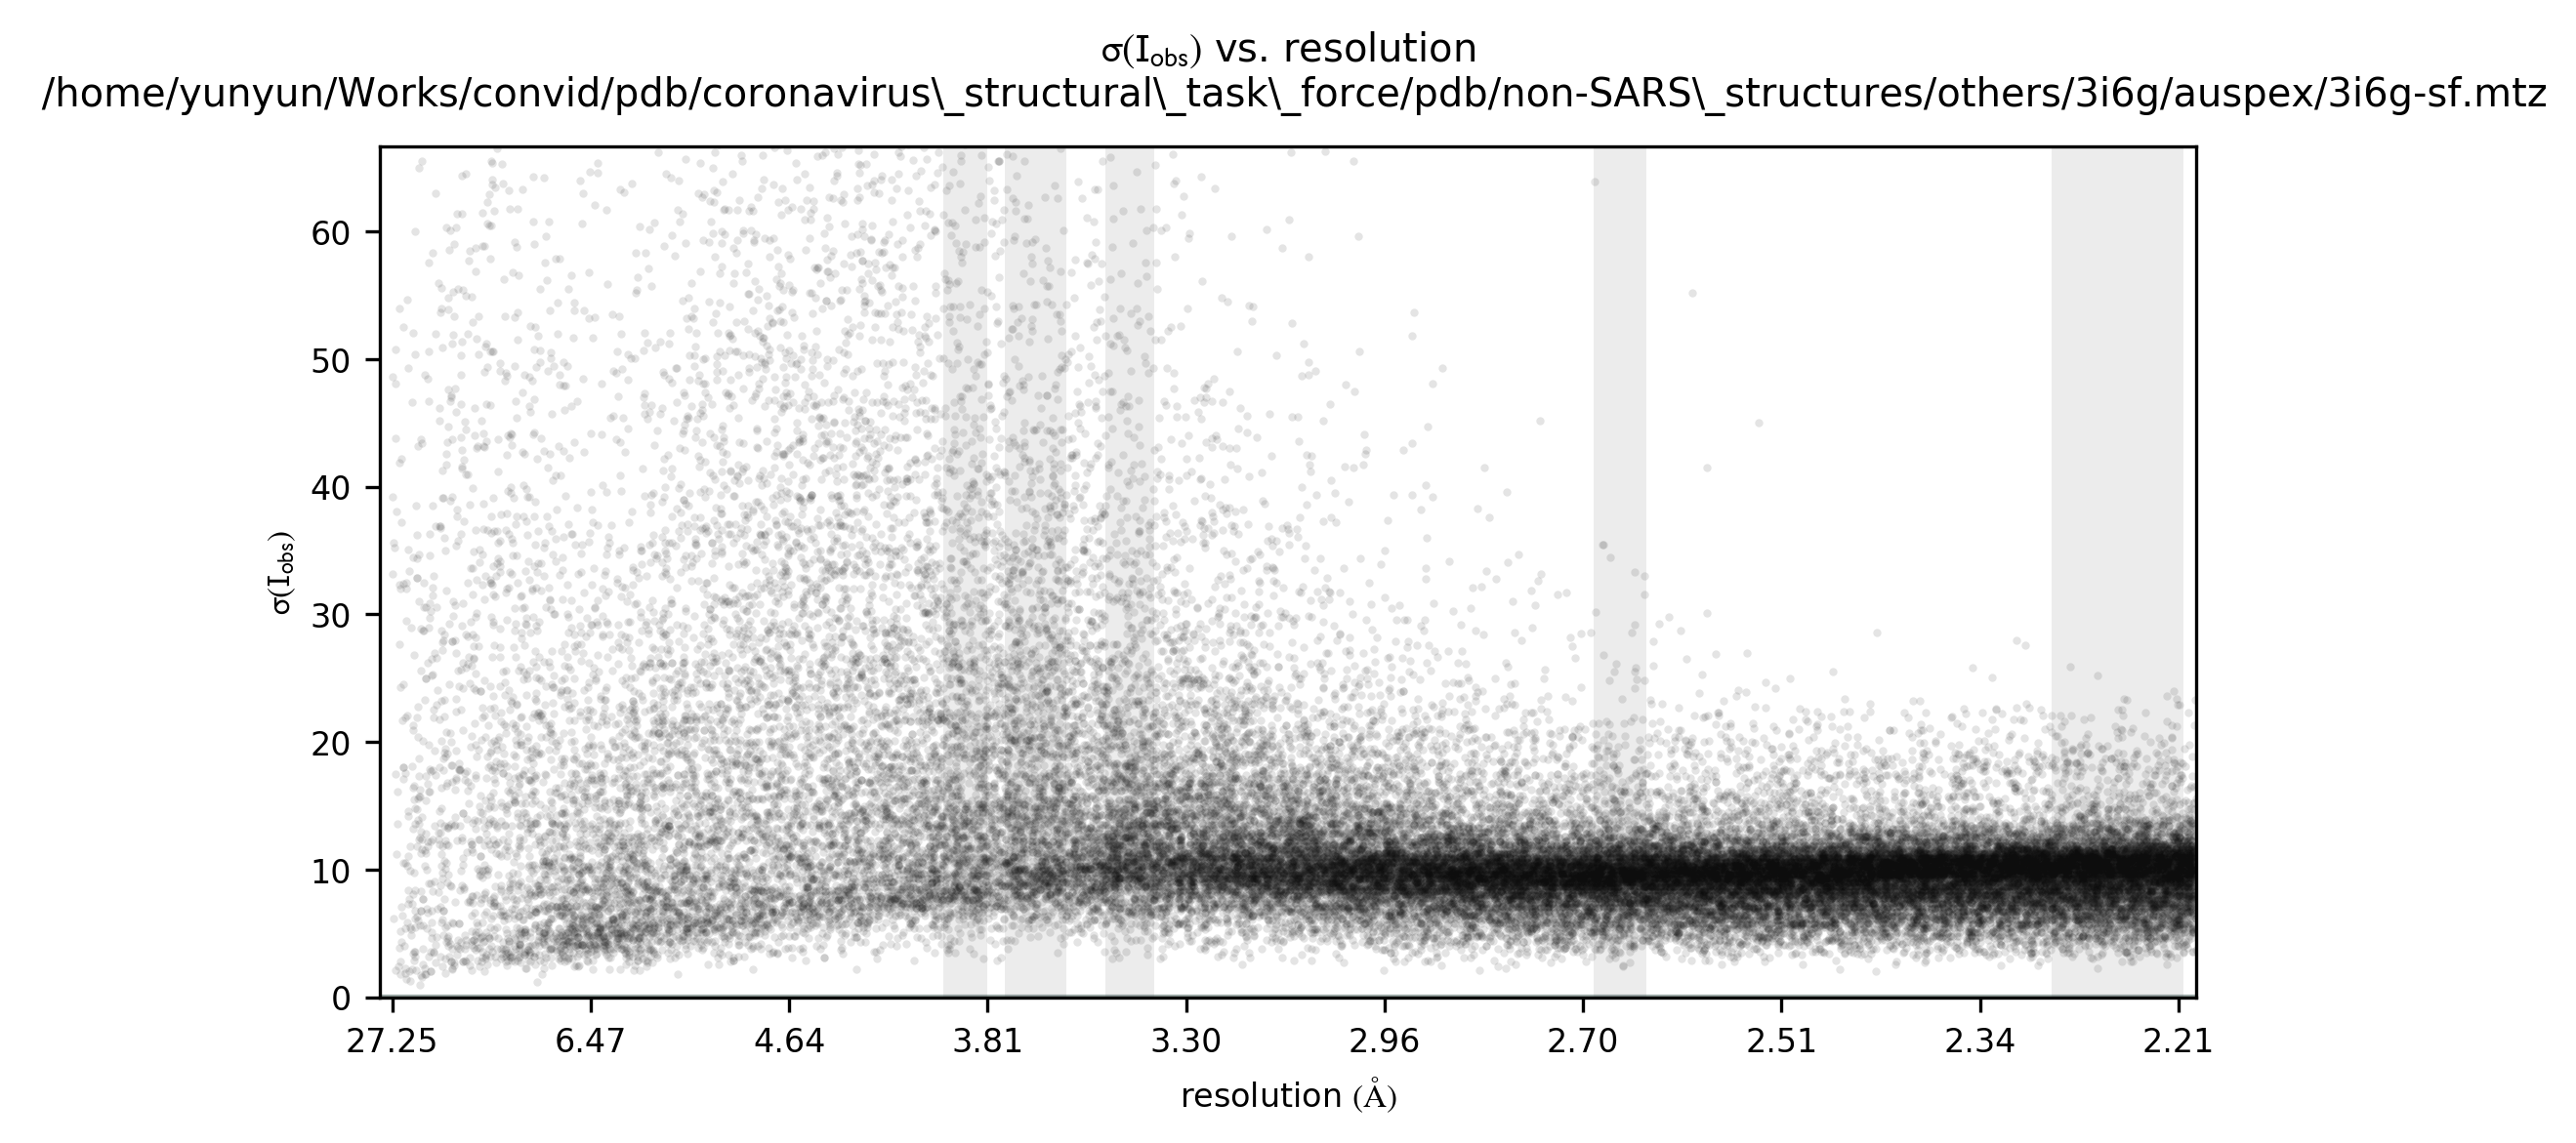 σ(I_obs) vs. resolution
/home/yunyun/Works/convid/pdb/coronavirus\_structural\_task\_force/pdb/non-SARS\_structures/others/3i6g/auspex/3i6g-sf.mtz
σ(I_obs)
60
50
40
30
20
10
0
27.25 6.47 4.64 3.81 3.30 2.96 2.70 2.51 2.34 2.21
resolution (Å)